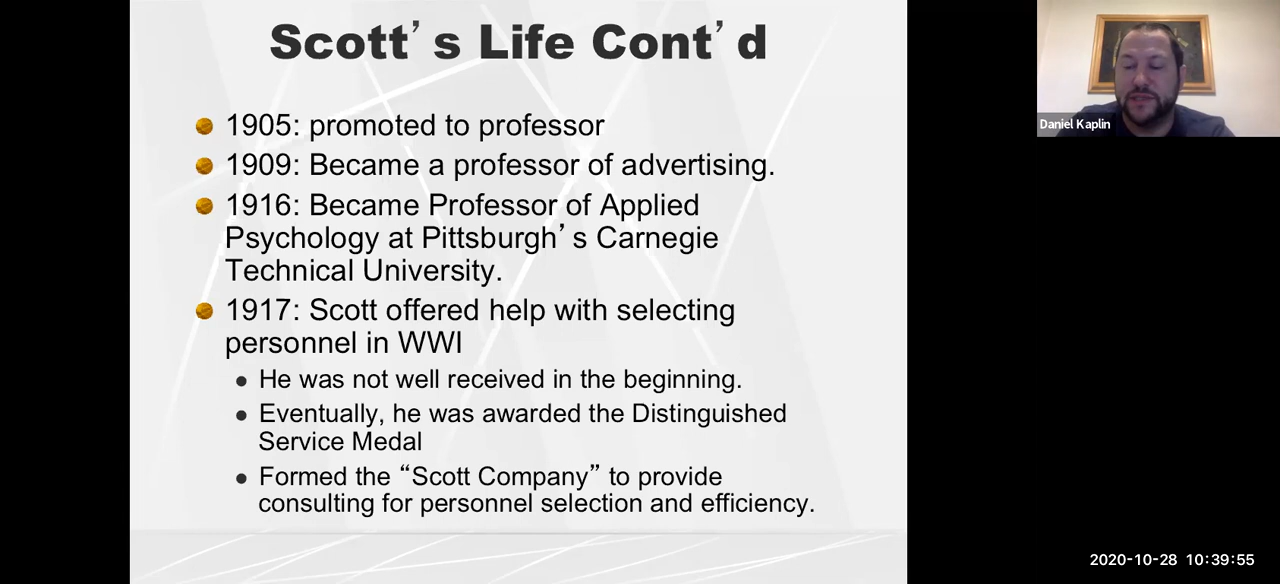 Scott’s Life Cont’d
1905: promoted to professor
1909: Became a professor of advertising.
1916: Became Professor of Applied
Psychology at Pittsburgh’s Carnegie
Technical University.
1917: Scott offered help with selecting
personnel in WWI
He was not well received in the beginning.
Eventually, he was awarded the Distinguished
Service Medal
Formed the “Scott Company” to provide
consulting for personnel selection and efficiency.
Daniel Kaplin
2020-10-28 10:39:55